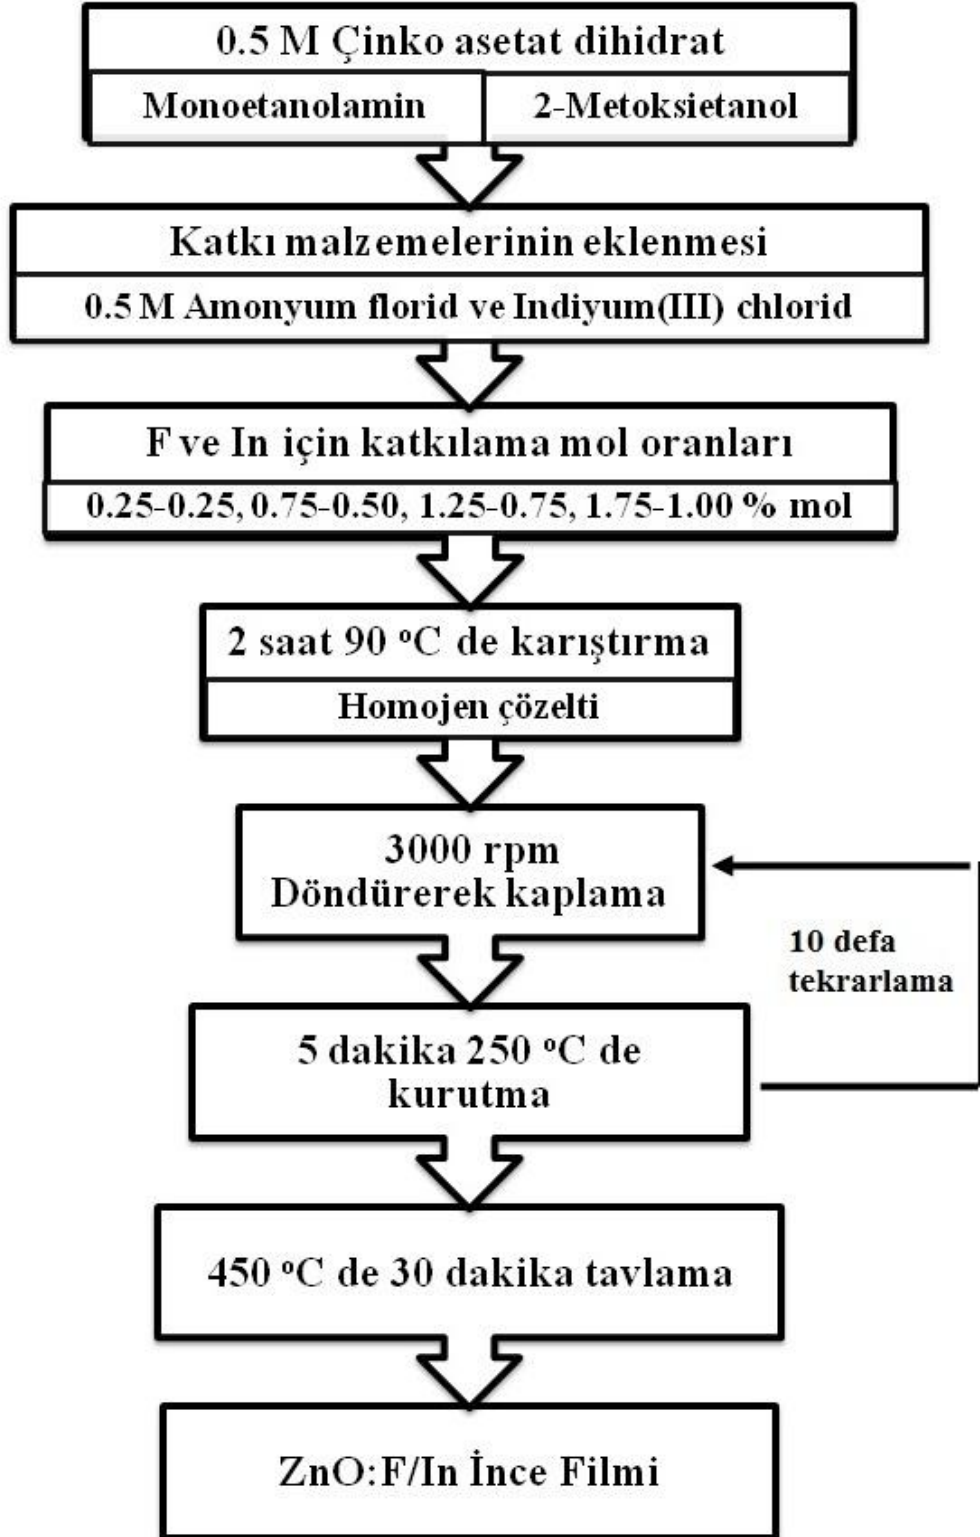 0.5 M Çinko asetat dihidrat
Monoetanolamin
2-Metoksietanol
Katkı malzemelerinin eklenmesi
0.5 M Amonyum florid ve Indiyum(III) chlorid
F ve In için katkılama mol oranları
0.25-0.25, 0.75-0.50, 1.25-0.75, 1.75-1.00 % mol
2 saat 90 ºC de karıştırma
Homojen çözelti
3000 rpm
Döndürerek kaplama
10 defa
tekrarlama
5 dakika 250 ºC de
kurutma
450 ºC de 30 dakika tavlama
ZnO:F/In İnce Filmi